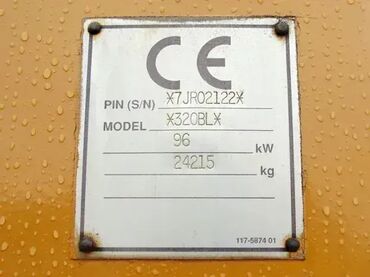 CE
PIN (S/N) *7JR02122*
MODEL *320BL*
96 kW
24215 kg
117-5874 01